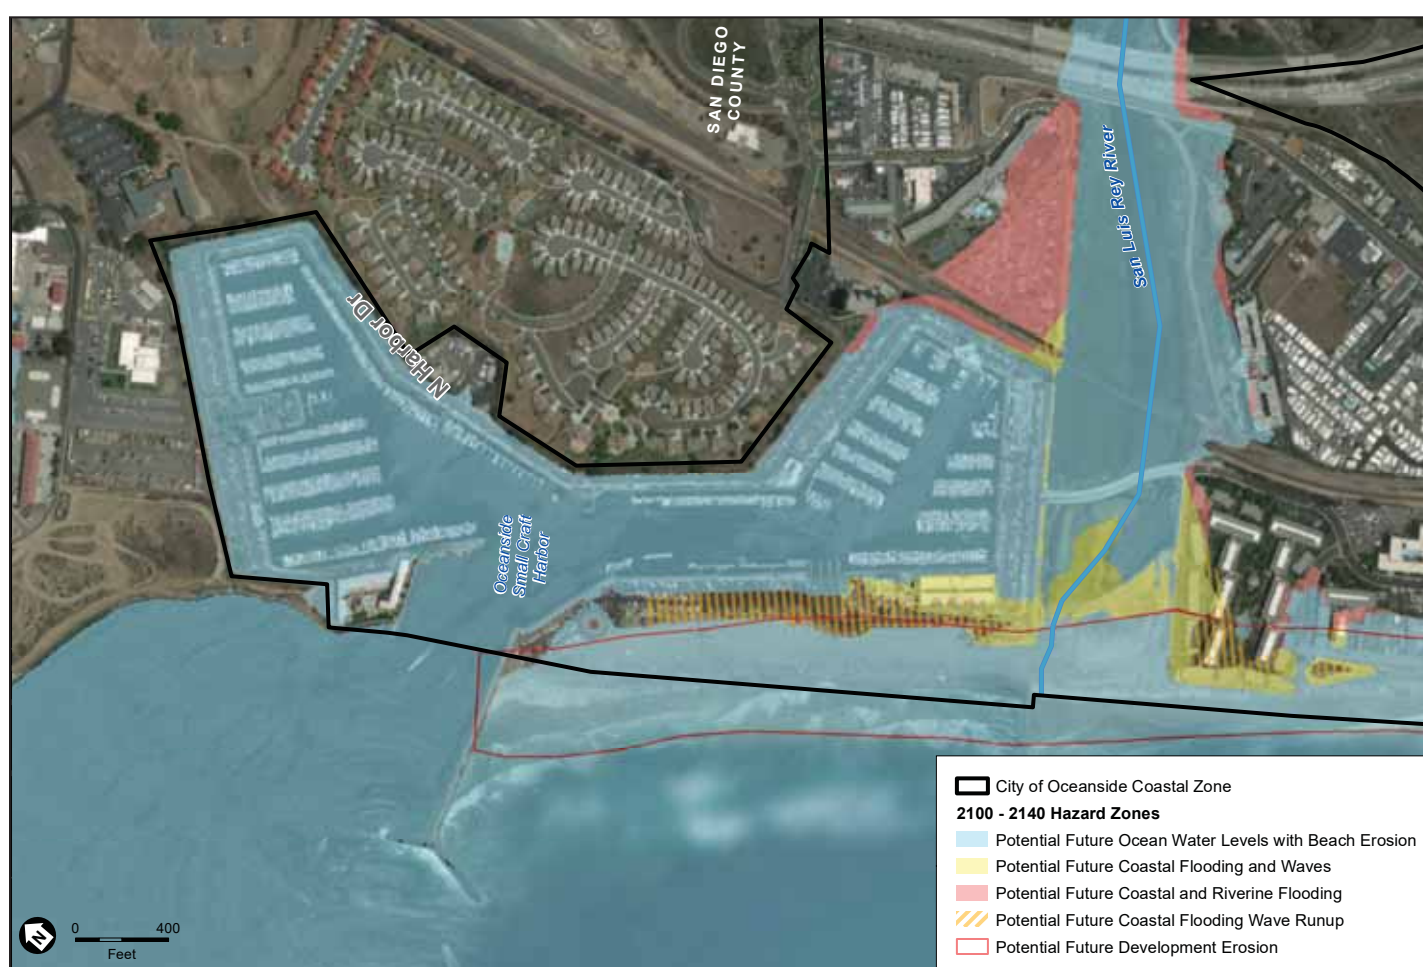 SAN DIEGO
COUNTY
San Luis Rey River
N Harbor Dr
Oceanside
Small Craft
Harbor
City of Oceanside Coastal Zone
2100 - 2140 Hazard Zones
Potential Future Ocean Water Levels with Beach Erosion
Potential Future Coastal Flooding and Waves
Potential Future Coastal and Riverine Flooding
Potential Future Coastal Flooding Wave Runup
Potential Future Development Erosion
N
0 400
Feet